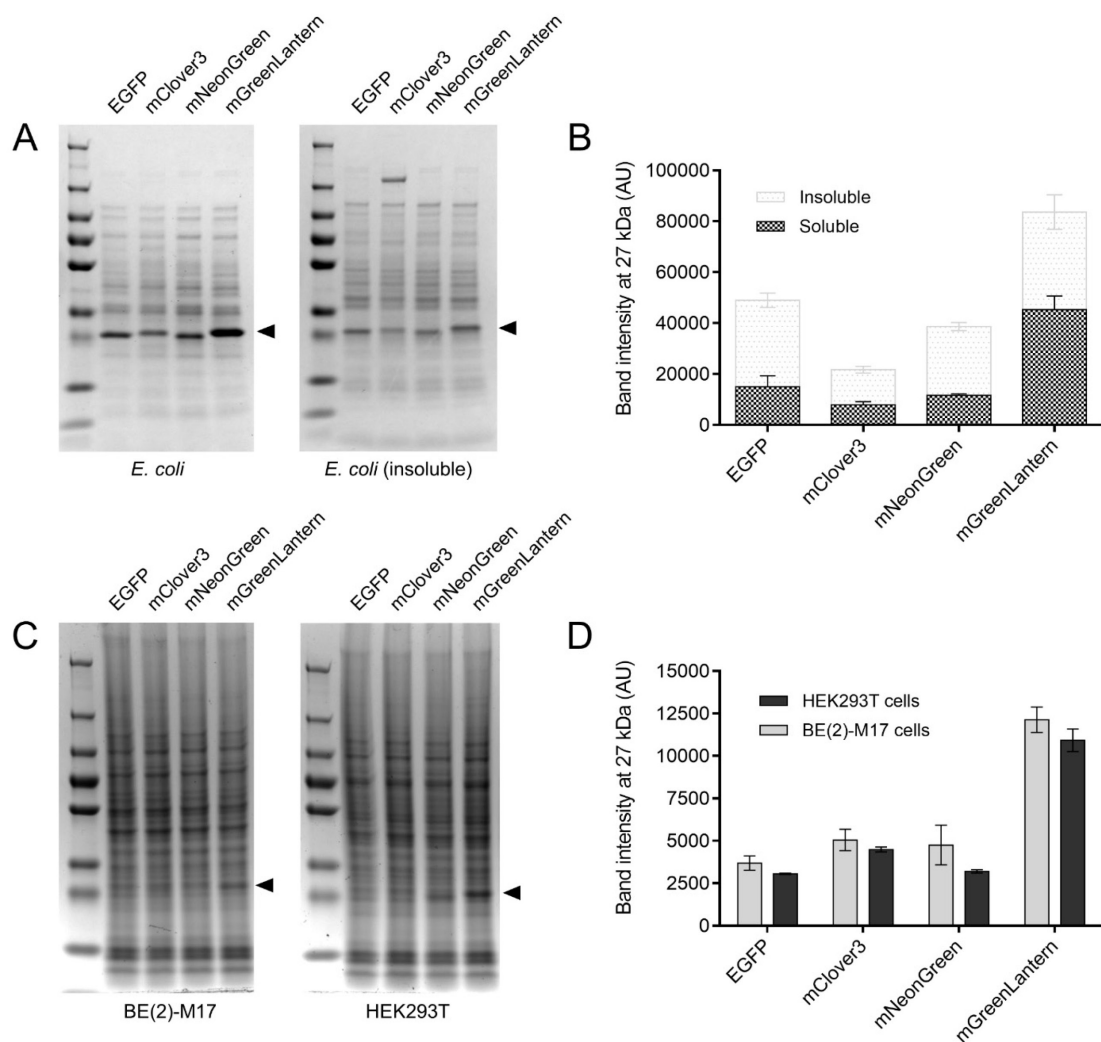 A
EGFP
mClover3
mNeonGreen
mGreenLantern
EGFP
mClover3
mNeonGreen
mGreenLantern
E. coli
E. coli (insoluble)
B
Band intensity at 27 kDa (AU)
100000
80000
60000
40000
20000
0
Insoluble
Soluble
EGFP
mClover3
mNeonGreen
mGreenLantern
C
EGFP
mClover3
mNeonGreen
mGreenLantern
EGFP
mClover3
mNeonGreen
mGreenLantern
BE(2)-M17
HEK293T
D
Band intensity at 27 kDa (AU)
15000
12500
10000
7500
5000
2500
0
HEK293T cells
BE(2)-M17 cells
EGFP
mClover3
mNeonGreen
mGreenLantern